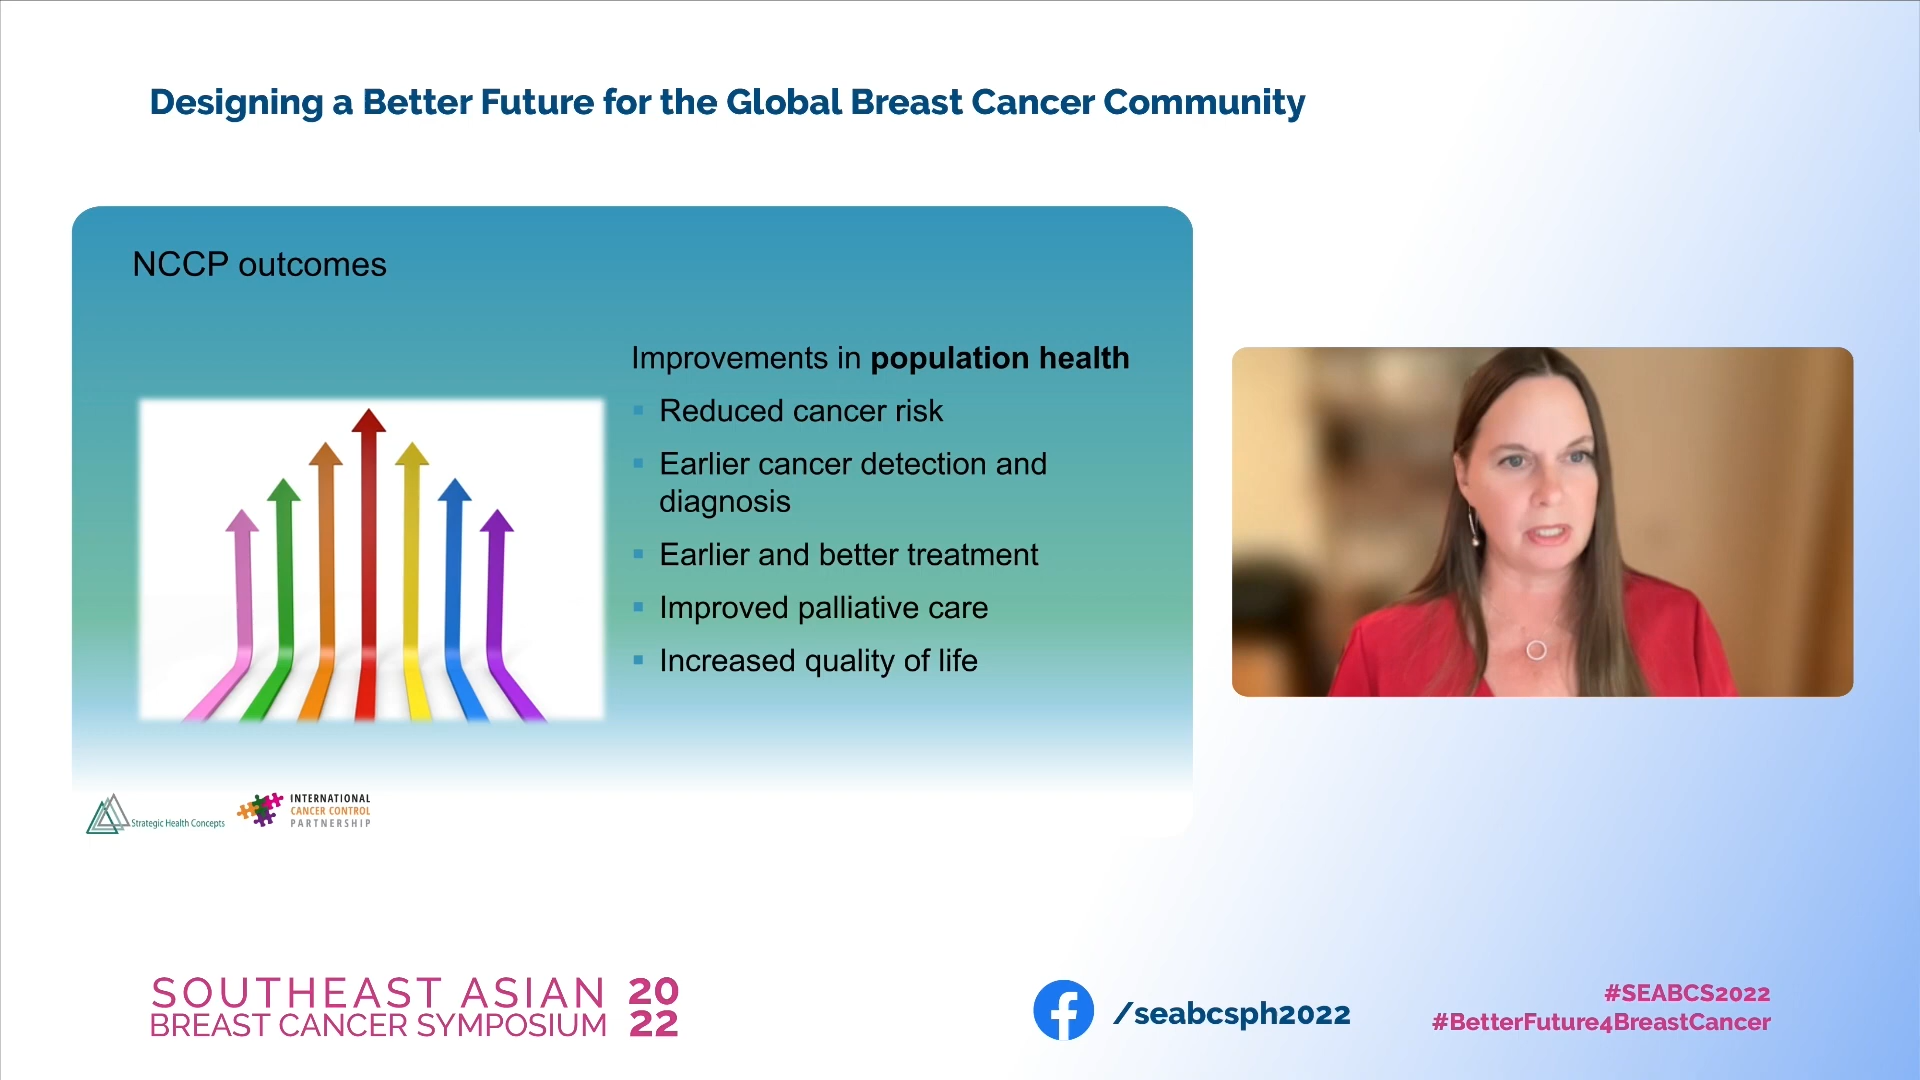 Designing a Better Future for the Global Breast Cancer Community
NCCP outcomes
Improvements in population health
Reduced cancer risk
Earlier cancer detection and
diagnosis
Earlier and better treatment
Improved palliative care
Increased quality of life
Strategic Health Concepts
INTERNATIONAL
CANCER CONTROL
PARTNERSHIP
SOUTHEAST ASIAN
BREAST CANCER SYMPOSIUM
20
22
/seabcsph2022
#SEABCS2022
#BetterFuture4BreastCancer